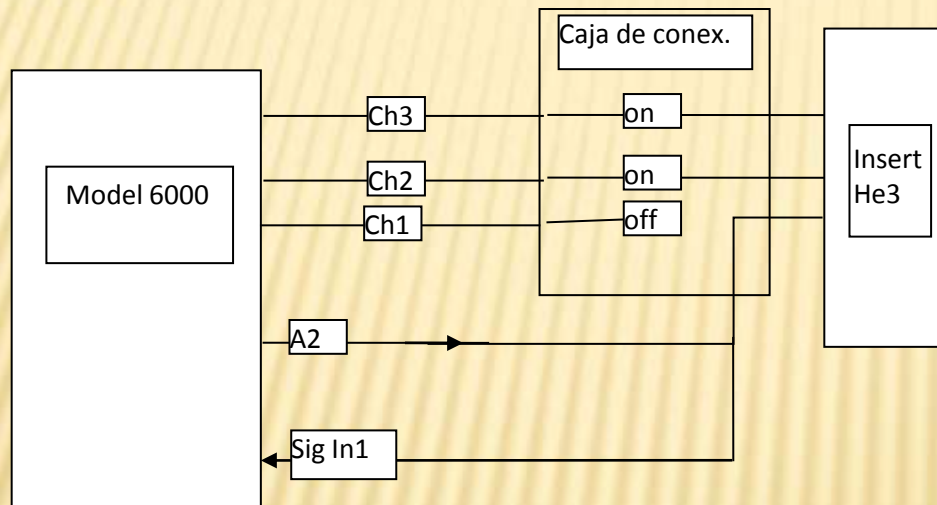 Caja de conex.
Ch3
on
Model 6000
Ch2
on
Insert
He3
Ch1
off
A2
Sig In1